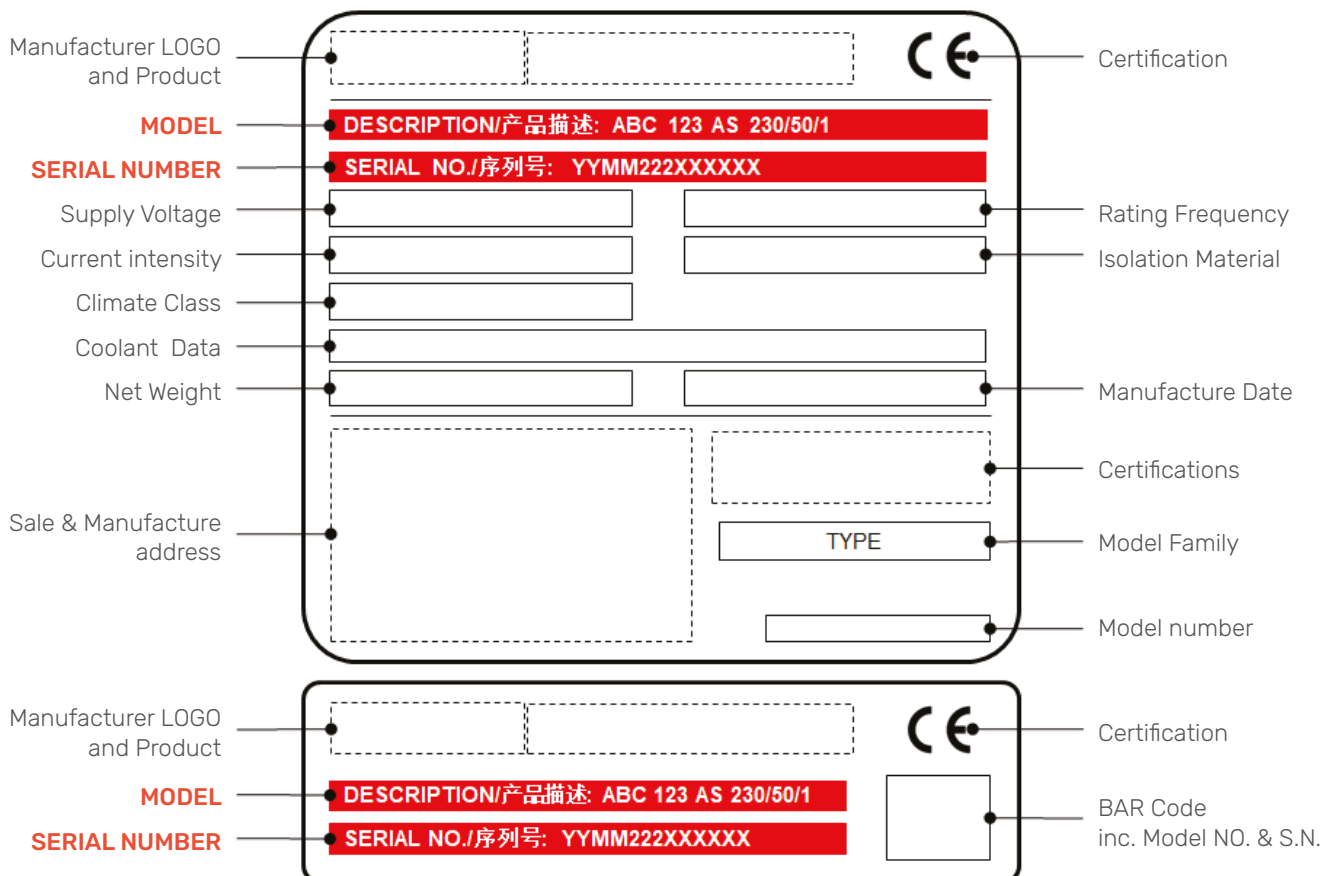 Manufacturer LOGO
and Product
CE
Certification
MODEL
DESCRIPTION/产品描述: ABC 123 AS 230/50/1
SERIAL NUMBER
SERIAL NO./序列号: YYMM222XXXXXX
Supply Voltage
Rating Frequency
Current intensity
Isolation Material
Climate Class
Coolant Data
Net Weight
Manufacture Date
Certifications
Sale & Manufacture
address
TYPE
Model Family
Model number
Manufacturer LOGO
and Product
CE
Certification
MODEL
DESCRIPTION/产品描述: ABC 123 AS 230/50/1
BAR Code
inc. Model NO. & S.N.
SERIAL NUMBER
SERIAL NO./序列号: YYMM222XXXXXX